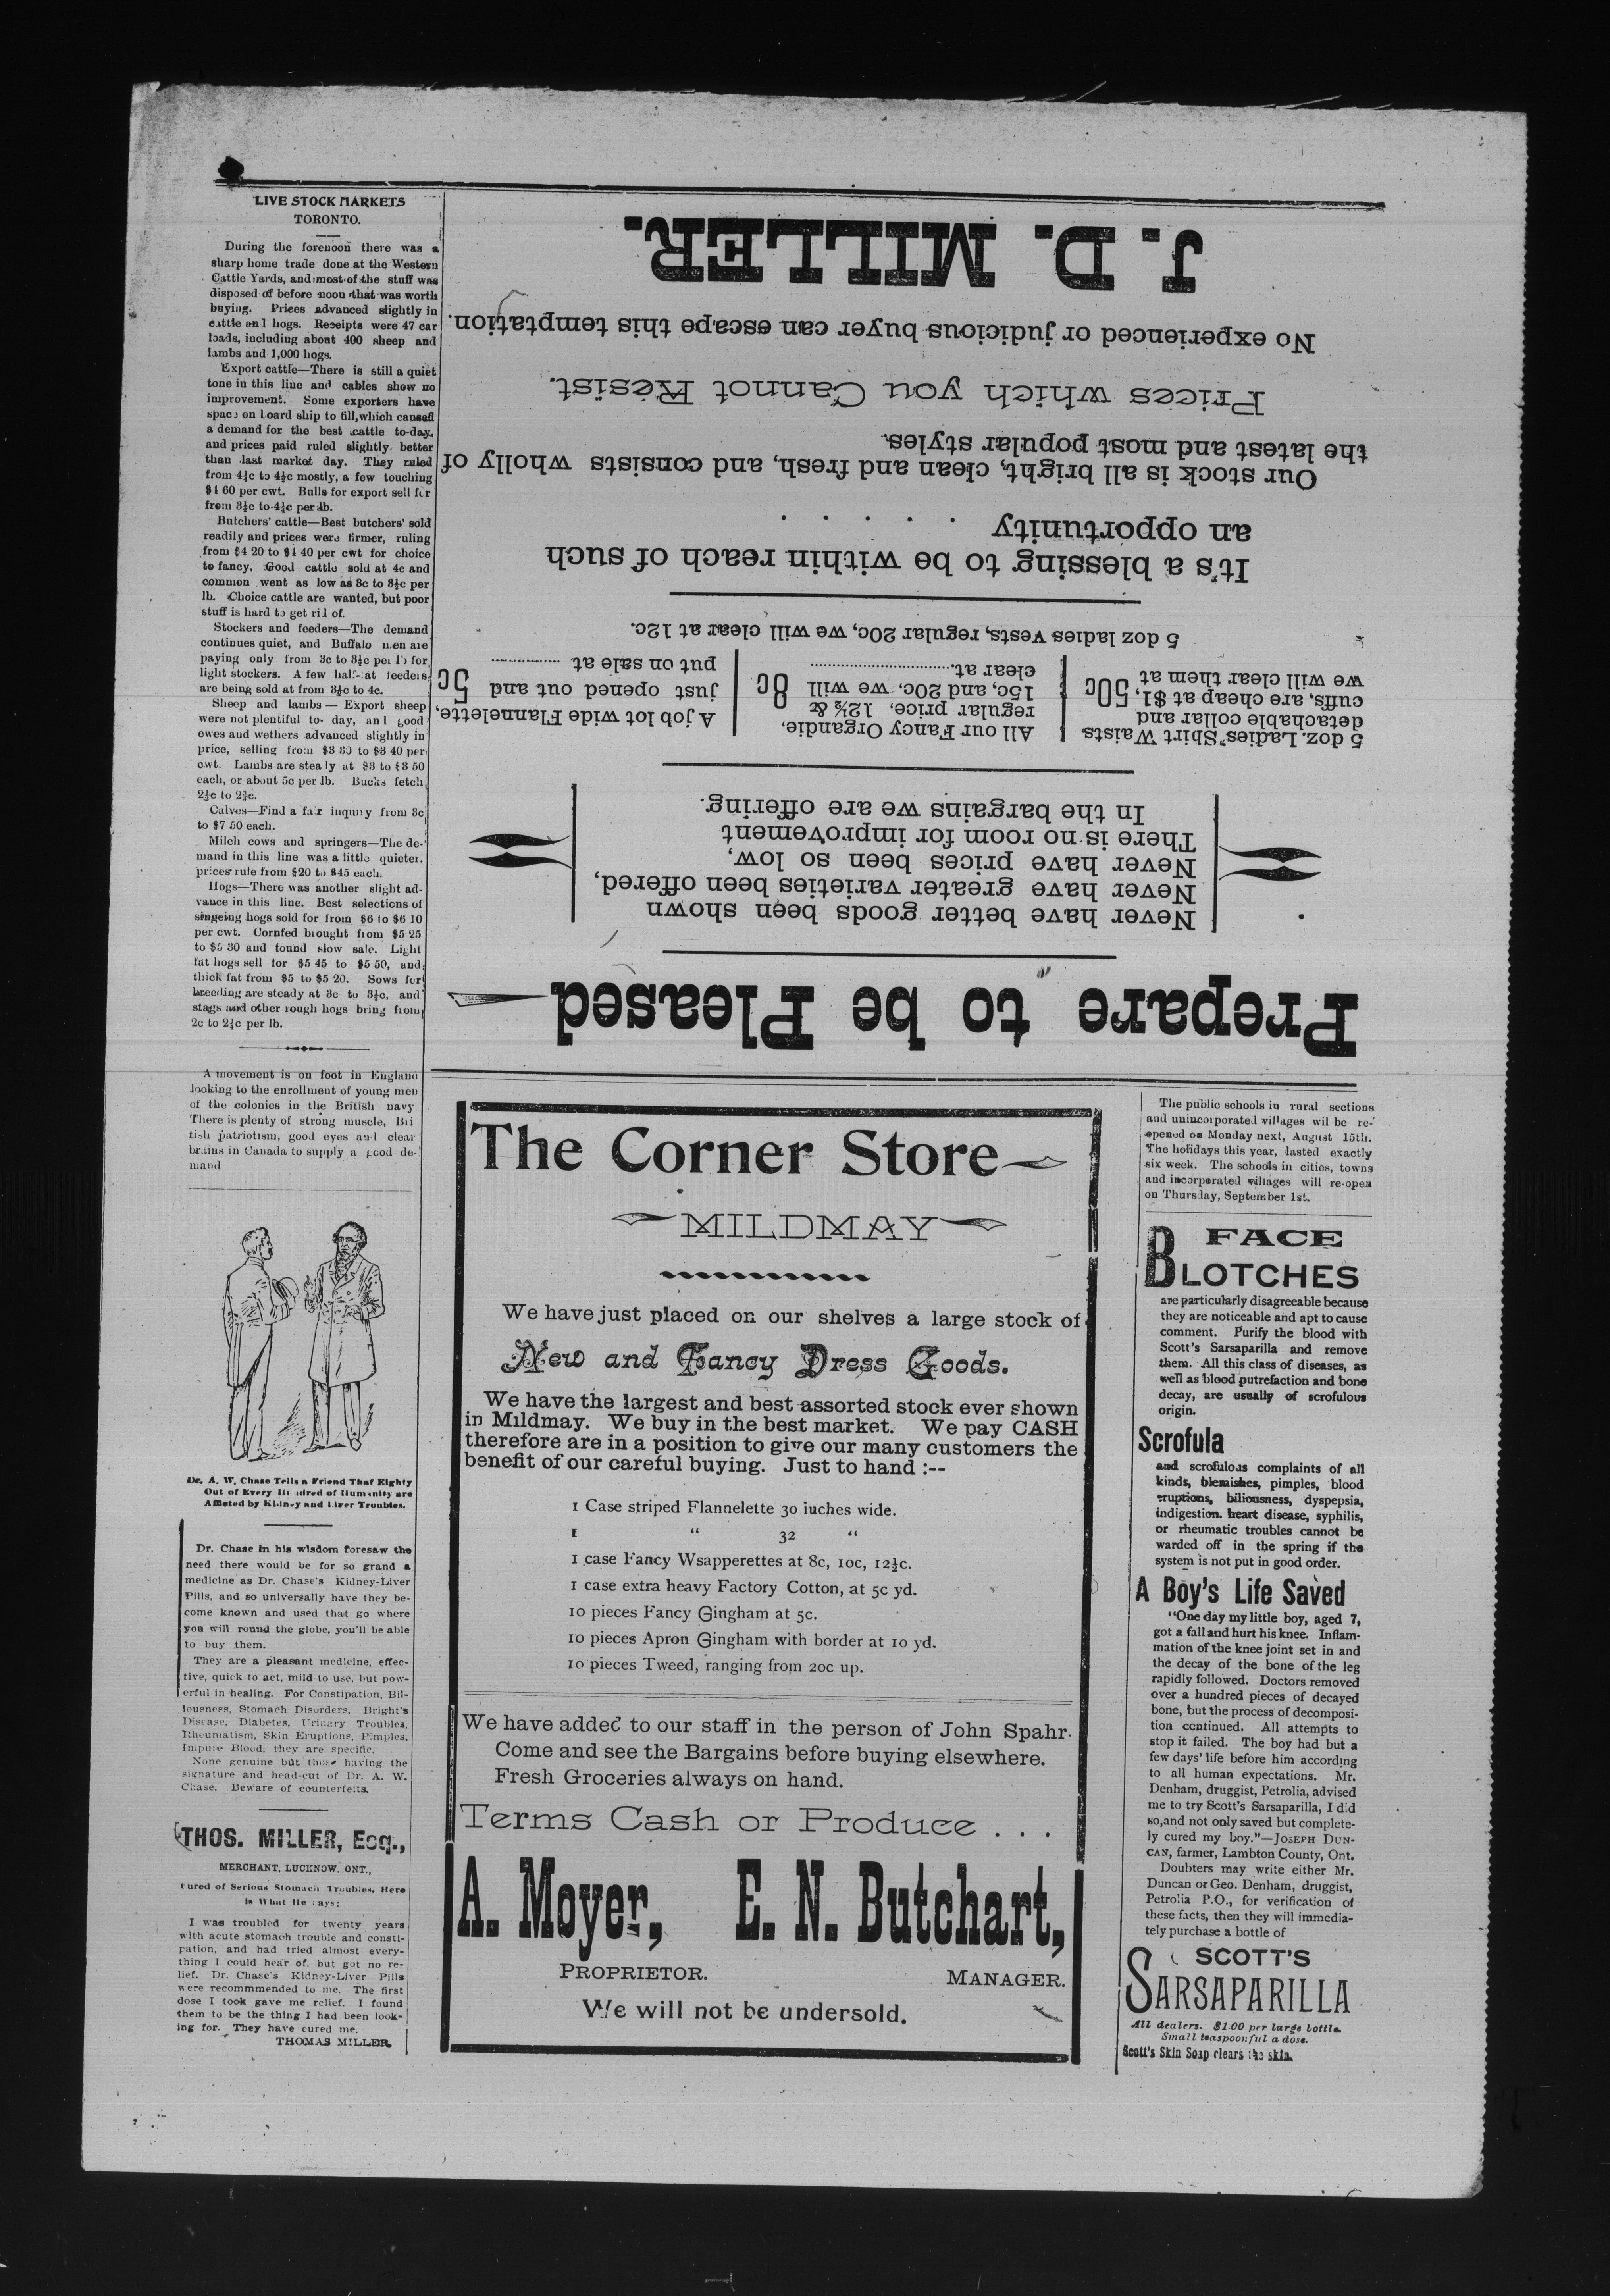 LIVE STOCK MARKETS
TORONTO.
During the forenoon there was a
sharp home trade done at the Western
Cattle Yards, and most of the stuff was
disposed of before noon that was worth
buying. Prices advanced slightly in
cattle and hogs. Receipts were 47 car
loads, including about 400 sheep and
lambs and 1,000 hogs.
Export cattle—There is still a quiet
tone in this line and cables show no
improvement. Some exporters have
space on board ship to fill, which caused
a demand for the best cattle to-day,
and prices paid ruled slightly better
than last market day. They ruled
from 4¼c to 4½c mostly, a few touching
$4 60 per cwt. Bulls for export sell for
from 3½c to 4¼c per lb.
Butchers' cattle—Best butchers' sold
readily and prices were firmer, ruling
from $4 20 to $4 40 per cwt for choice
to fancy. Good cattle sold at 4c and
common went as low as 3c to 3½c per
lb. Choice cattle are wanted, but poor
stuff is hard to get rid of.
Stockers and feeders—The demand
continues quiet, and Buffalo men are
paying only from 3c to 3½c per lb for
light stockers. A few half-fat feeders
are being sold at from 3½c to 4c.
Sheep and lambs — Export sheep
were not plentiful to- day, and good
ewes and wethers advanced slightly in
price, selling from $3 30 to $3 40 per
cwt. Lambs are steady at $3 to $3 50
each, or about 5c per lb. Bucks fetch
2½c to 2¾c.
Calves—Find a fair inquiry from 3c
to $7 50 each.
Milch cows and springers—The de-
mand in this line was a little quieter.
prices rule from $20 to $45 each.
Hogs—There was another slight ad-
vance in this line. Best selections of
singeing hogs sold for from $6 to $6 10
per cwt. Cornfed brought from $5 25
to $5 30 and found slow sale. Light
fat hogs sell for $5 45 to $5 50, and
thick fat from $5 to $5 20. Sows for
breeding are steady at 3c to 3½c, and
stags and other rough hogs bring from
2c to 2¼c per lb.
A movement is on foot in England
looking to the enrollment of young men
of the colonies in the British navy
There is plenty of strong muscle, Bri
tish patriotism, good eyes and clear
brains in Canada to supply a good de-
mand
Dr. A. W. Chase Tells a Friend That Eighty
Out of Every Hundred of Humanity are
Affected by Kidney and Liver Troubles.
Dr. Chase in his wisdom foresaw the
need there would be for so grand a
medicine as Dr. Chase's Kidney-Liver
Pills, and so universally have they be-
come known and used that go where
you will round the globe, you'll be able
to buy them.
They are a pleasant medicine, effec-
tive, quick to act, mild to use, but pow-
erful in healing. For Constipation, Bil-
iousness, Stomach Disorders, Bright's
Disease, Diabetes, Urinary Troubles,
Rheumatism, Skin Eruptions, Pimples,
Impure Blood, they are specific.
None genuine but those having the
signature and head-cut of Dr. A. W.
Chase. Beware of counterfeits.
THOS. MILLER, Esq.,
MERCHANT, LUCKNOW, ONT.,
Cured of Serious Stomach Troubles, Here
is What He Says:
I was troubled for twenty years
with acute stomach trouble and consti-
pation, and had tried almost every-
thing I could hear of, but got no re-
lief. Dr. Chase's Kidney-Liver Pills
were recommmended to me. The first
dose I took gave me relief. I found
them to be the thing I had been look-
ing for. They have cured me.
THOMAS MILLER.
Prepare to be Pleased
Never have better goods been shown
Never have greater varieties been offered,
Never have prices been so low,
There is no room for improvement
In the bargains we are offering.
5 doz. Ladies' Shirt Waists
detachable collar and
cuffs, are cheap at $1,
we will clear them at 50c
All our Fancy Organdie,
regular price, 12½ &
15c, and 20c, we will
clear at. 8c
A job lot wide Flannelette,
just opened out and
put on sale at 5c
5 doz ladies vests, regular 20c, we will clear at 12c.
It's a blessing to be within reach of such
an opportunity . . . . .
Our stock is all bright, clean and fresh, and consists wholly of
the latest and most popular styles.
Prices which you Cannot Resist.
No experienced or judicious buyer can escape this temptation.
J. D. MILLER.
The Corner Store
MILDMAY
We have just placed on our shelves a large stock of
New and Fancy Dress Goods.
We have the largest and best assorted stock ever shown
in Mildmay. We buy in the best market. We pay CASH
therefore are in a position to give our many customers the
benefit of our careful buying. Just to hand :--
1 Case striped Flannelette 30 iuches wide.
1 “ 32 “
1 case Fancy Wsapperettes at 8c, 10c, 12½c.
1 case extra heavy Factory Cotton, at 5c yd.
10 pieces Fancy Gingham at 5c.
10 pieces Apron Gingham with border at 10 yd.
10 pieces Tweed, ranging from 20c up.
We have added to our staff in the person of John Spahr.
Come and see the Bargains before buying elsewhere.
Fresh Groceries always on hand.
Terms Cash or Produce . . .
A. Moyer, E. N. Butchart,
PROPRIETOR. MANAGER.
We will not be undersold.
The public schools in rural sections
and unincorporated villages wil be re-
opened on Monday next, August 15th.
The holidays this year, lasted exactly
six week. The schools in cities, towns
and incorporated villages will re-open
on Thursday, September 1st.
FACE
BLOTCHES
are particularly disagreeable because
they are noticeable and apt to cause
comment. Purify the blood with
Scott's Sarsaparilla and remove
them. All this class of diseases, as
well as blood putrefaction and bone
decay, are usually of scrofulous
origin.
Scrofula
and scrofulous complaints of all
kinds, blemishes, pimples, blood
eruptions, biliousness, dyspepsia,
indigestion. heart disease, syphilis,
or rheumatic troubles cannot be
warded off in the spring if the
system is not put in good order.
A Boy's Life Saved
"One day my little boy, aged 7,
got a fall and hurt his knee. Inflam-
mation of the knee joint set in and
the decay of the bone of the leg
rapidly followed. Doctors removed
over a hundred pieces of decayed
bone, but the process of decomposi-
tion continued. All attempts to
stop it failed. The boy had but a
few days' life before him according
to all human expectations. Mr.
Denham, druggist, Petrolia, advised
me to try Scott's Sarsaparilla, I did
so, and not only saved but complete-
ly cured my boy."—JOSEPH DUN-
CAN, farmer, Lambton County, Ont.
Doubters may write either Mr.
Duncan or Geo. Denham, druggist,
Petrolia P.O., for verification of
these facts, then they will immedia-
tely purchase a bottle of
SCOTT'S
SARSAPARILLA
All dealers. $1.00 per large bottle.
Small teaspoonful a dose.
Scott's Skin Soap clears the skin.